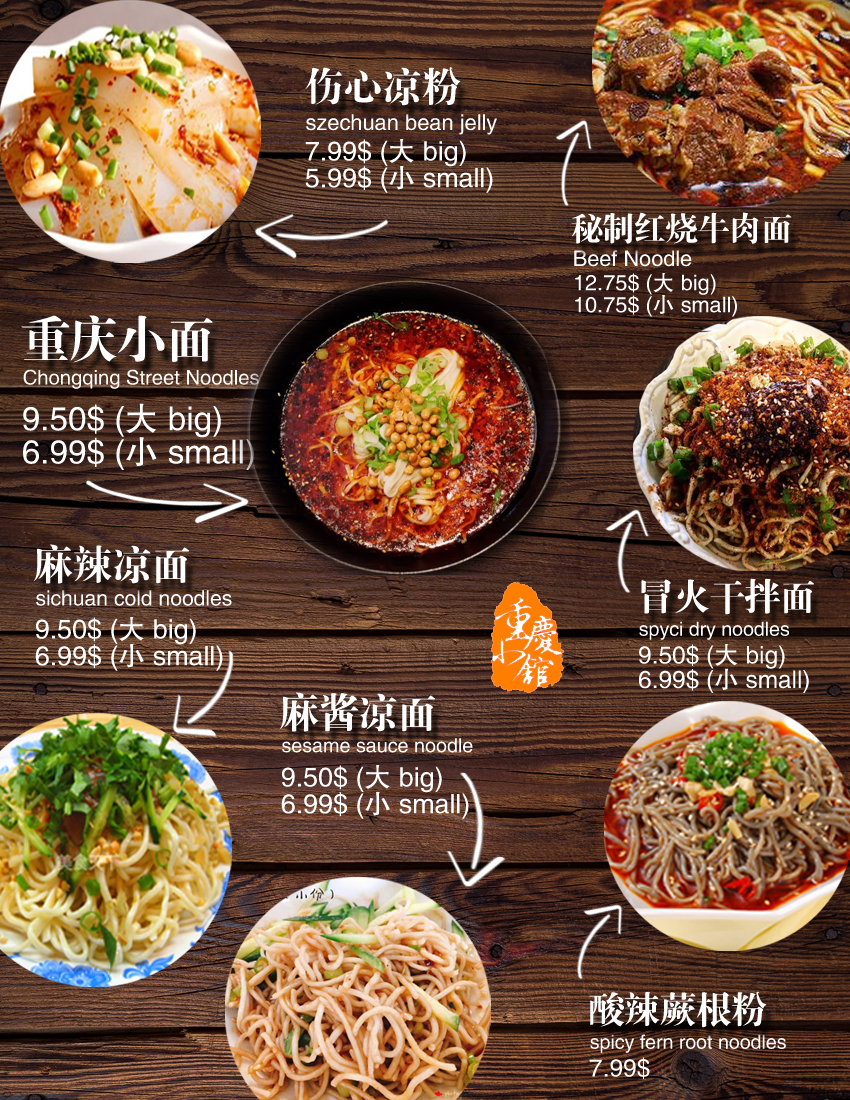 伤心凉粉
szechuan bean jelly
7.99$ (大 big)
5.99$ (小 small)
秘制红烧牛肉面
Beef Noodle
12.75$ (大 big)
10.75$ (小 small)
重庆小面
Chongqing Street Noodles
9.50$ (大 big)
6.99$ (小 small)
麻辣凉面
sichuan cold noodles
9.50$ (大 big)
6.99$ (小 small)
冒火干拌面
spyci dry noodles
9.50$ (大 big)
6.99$ (小 small)
重慶
小館
麻酱凉面
sesame sauce noodle
9.50$ (大 big)
6.99$ (小 small)
小份）
酸辣蕨根粉
spicy fern root noodles
7.99$